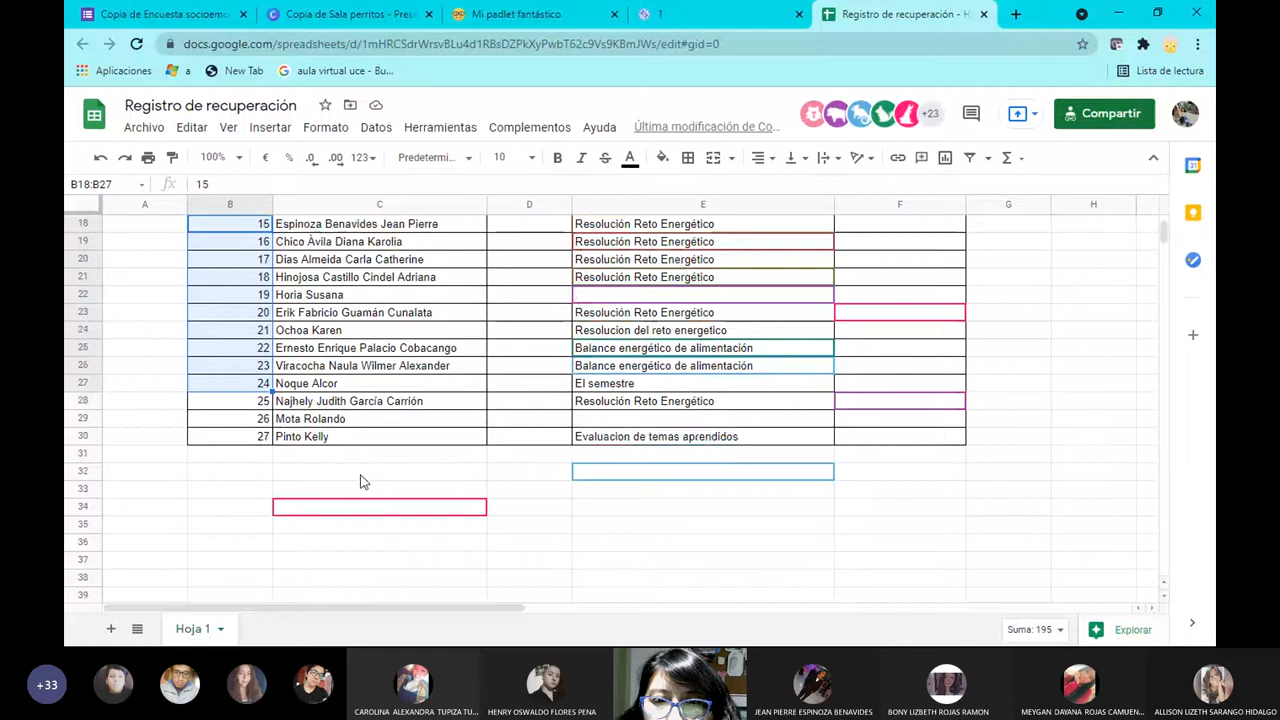 Copia de Encuesta socioemo
Copia de Sala perritos - Pres
Mi padlet fantástico
1
Registro de recuperación - H
docs.google.com/spreadsheets/d/1mHRCSdrWrsvBLu4d1RBsDZPkXyPwbT62c9Vs9KBmJWs/edit#gid=0
Aplicaciones
a
New Tab
aula virtual uce - Bu...
Lista de lectura
Registro de recuperación
Archivo Editar Ver Insertar Formato Datos Herramientas Complementos Ayuda
Última modificación de Co...
+23
Compartir
100% € % .0 .00 123 Predetermi... 10 B I S A
B18:B27 fx 15
A B C D E F G H
18 15 Espinoza Benavides Jean Pierre Resolución Reto Energético
19 16 Chico Àvila Diana Karolia Resolución Reto Energético
20 17 Dias Almeida Carla Catherine Resolución Reto Energético
21 18 Hinojosa Castillo Cindel Adriana Resolución Reto Energético
22 19 Horia Susana
23 20 Erik Fabricio Guamán Cunalata Resolución Reto Energético
24 21 Ochoa Karen Resolucion del reto energetico
25 22 Ernesto Enrique Palacio Cobacango Balance energético de alimentación
26 23 Viracocha Naula Wilmer Alexander Balance energético de alimentación
27 24 Noque Alcor El semestre
28 25 Najhely Judith García Carrión Resolución Reto Energético
29 26 Mota Rolando
30 27 Pinto Kelly Evaluacion de temas aprendidos
31
32
33
34
35
36
37
38
39
Hoja 1
Suma: 195
Explorar
+33
CAROLINA ALEXANDRA TUPIZA TU...
HENRY OSWALDO FLORES PENA
JEAN PIERRE ESPINOZA BENAVIDES
BONY LIZBETH ROJAS RAMON
MEYGAN DAYANA ROJAS CAMUEN...
ALLISON LIZETH SARANGO HIDALGO